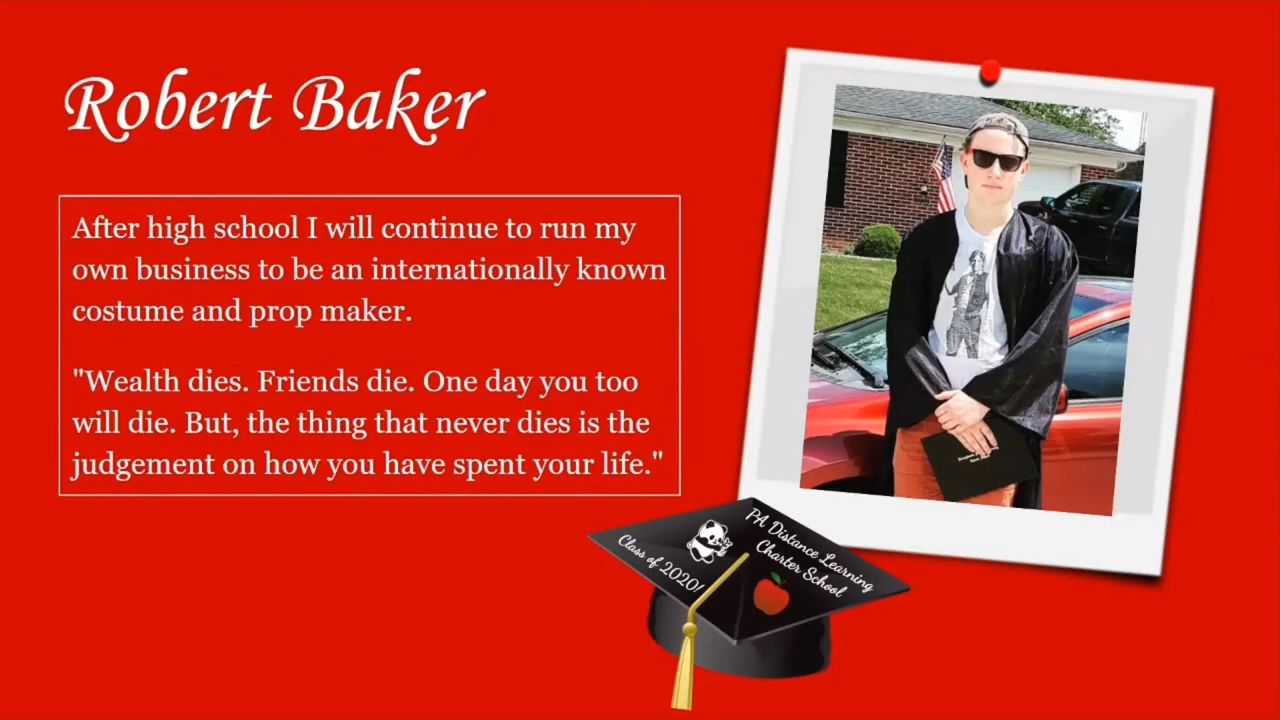 Robert Baker
After high school I will continue to run my
own business to be an internationally known
costume and prop maker.
"Wealth dies. Friends die. One day you too
will die. But, the thing that never dies is the
judgement on how you have spent your life."
PA Distance Learning
Charter School
Class of 2020!